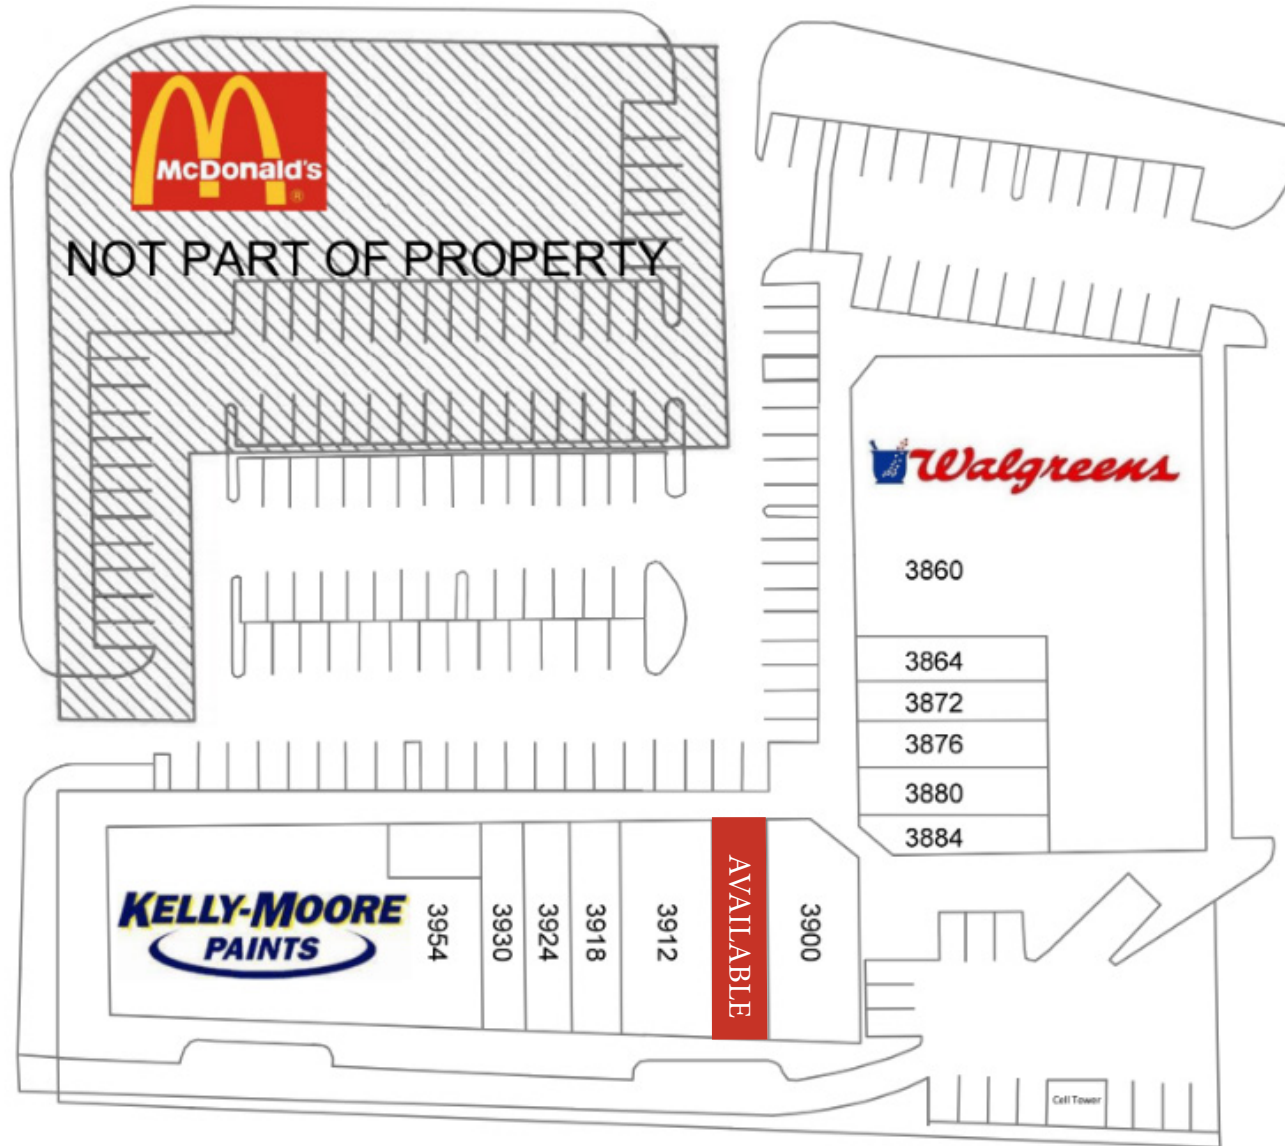 McDonald's
®
NOT PART OF PROPERTY
Walgreens
3860
3864
3872
3876
3880
3884
KELLY-MOORE
PAINTS
3954
3930
3924
3918
3912
AVAILABLE
3900
Cell Tower